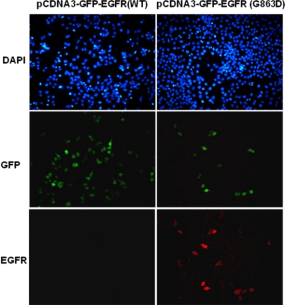 pCDNA3-GFP-EGFR(WT) pCDNA3-GFP-EGFR (G863D)
DAPI
GFP
EGFR